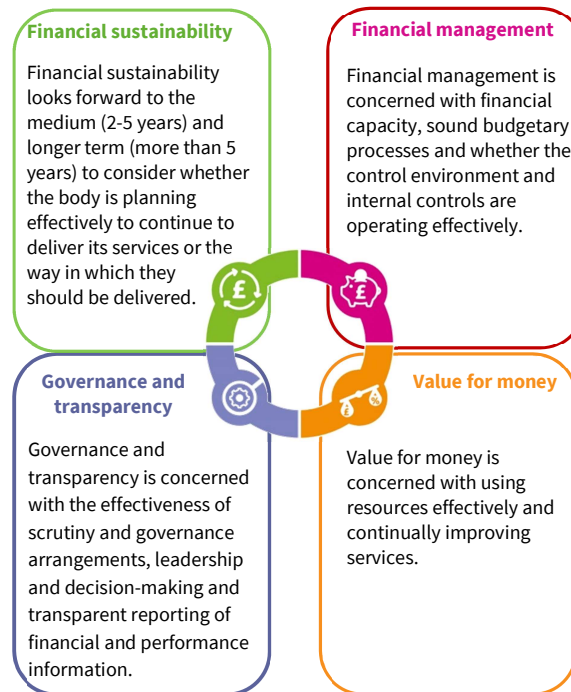 Financial sustainability
Financial sustainability
looks forward to the
medium (2-5 years) and
longer term (more than 5
years) to consider whether
the body is planning
effectively to continue to
deliver its services or the
way in which they
should be delivered.
Financial management
Financial management is
concerned with financial
capacity, sound budgetary
processes and whether the
control environment and
internal controls are
operating effectively.
£
£
Governance and
transparency
Governance and
transparency is concerned
with the effectiveness of
scrutiny and governance
arrangements, leadership
and decision-making and
transparent reporting of
financial and performance
information.
£
%
Value for money
Value for money is
concerned with using
resources effectively and
continually improving
services.